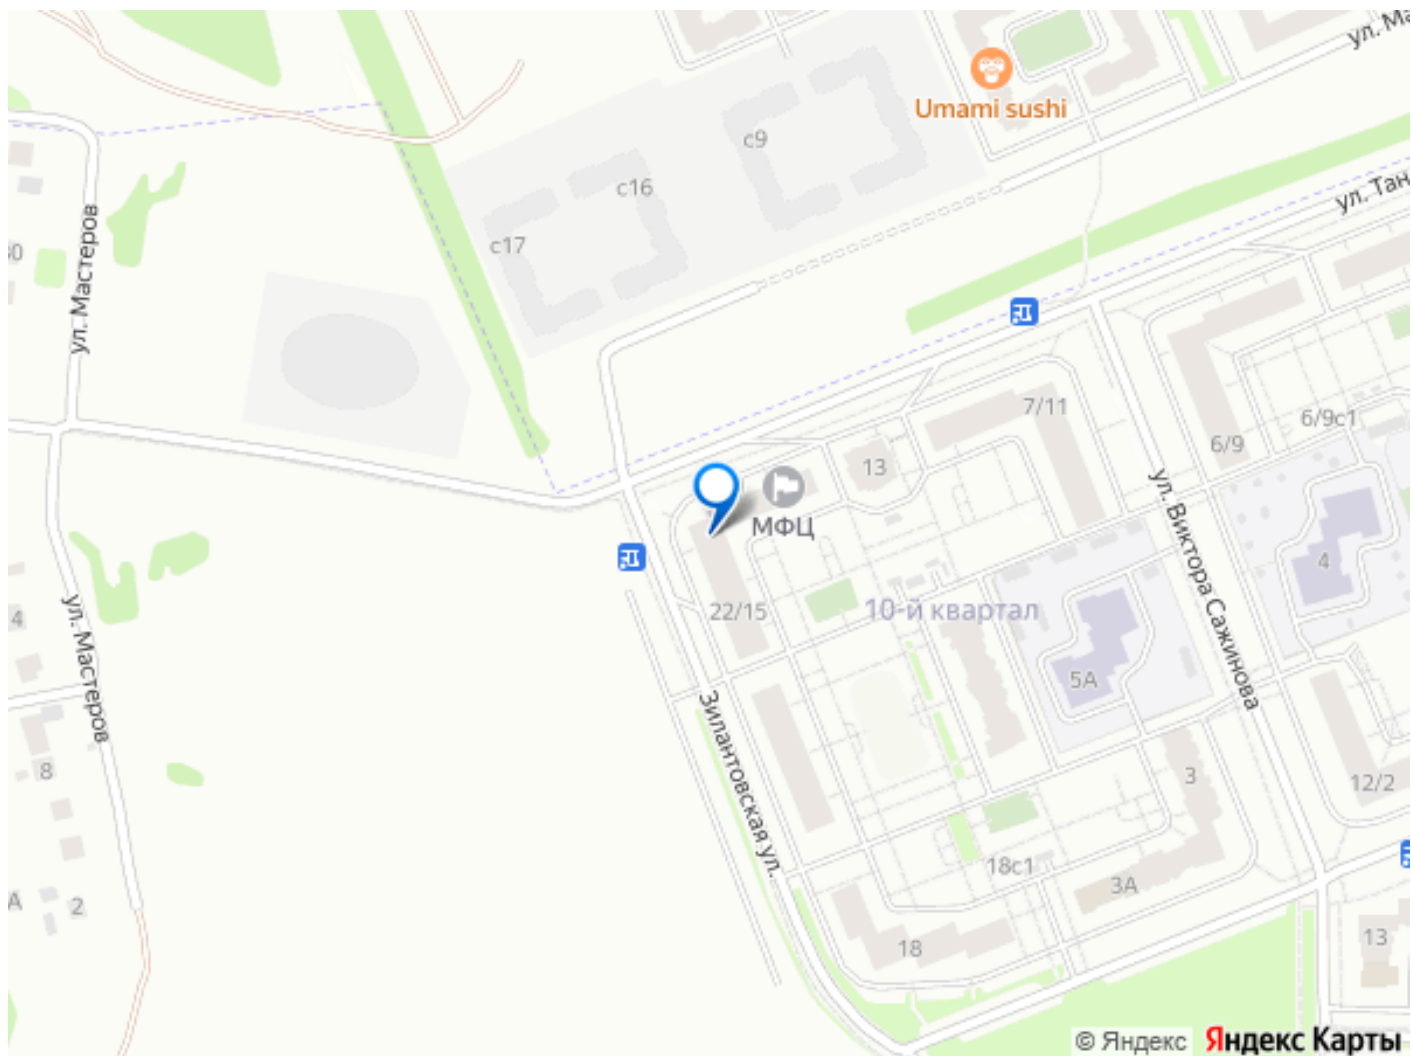 ул. Ма
Umami sushi
с9
с16
с17
ул. Тан
ул. Мастеров
7/11
6/9с1
6/9
13
МФЦ
ул. Виктора Сажинова
4
22/15
10-й квартал
5А
ул. Мастеров
4
Зилантовская ул.
8
3
12/2
18с1
3А
2
18
13
© Яндекс Яндекс Карты